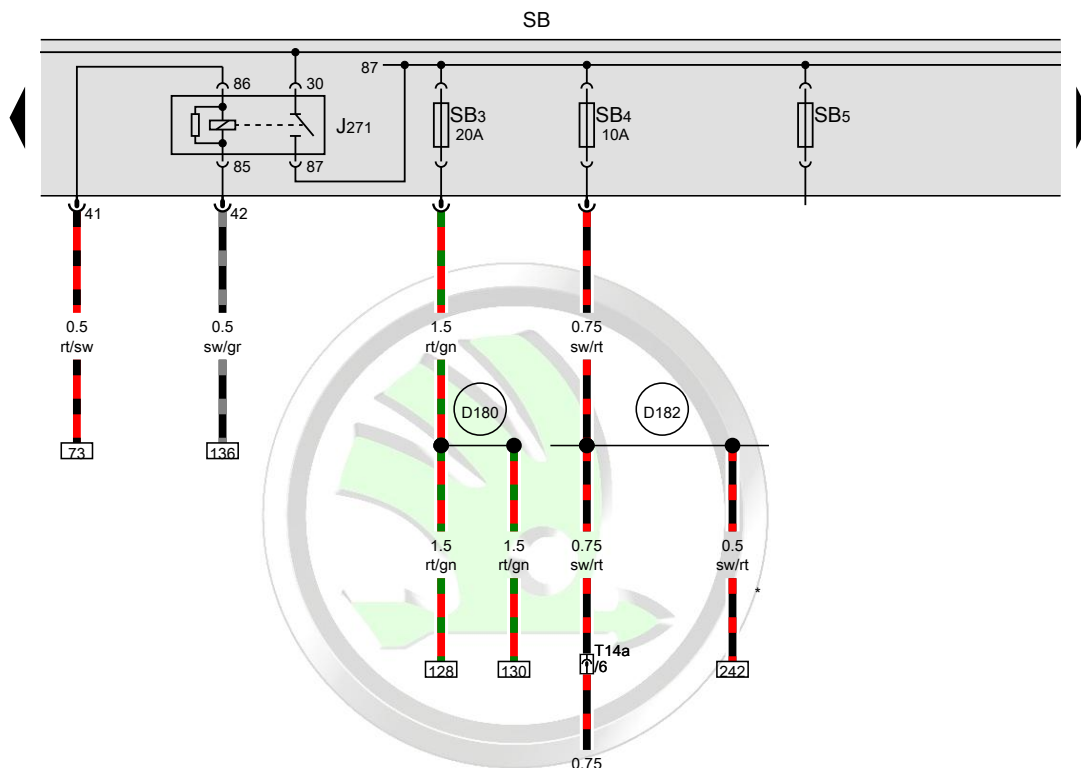 SB
87
86
30
J271
SB3
20A
SB4
10A
SB5
85
87
41
42
0.5
rt/sw
0.5
sw/gr
1.5
rt/gn
0.75
sw/rt
D180
D182
73
136
1.5
rt/gn
1.5
rt/gn
0.75
sw/rt
0.5
sw/rt
*
T14a
/6
128
130
242
0.75